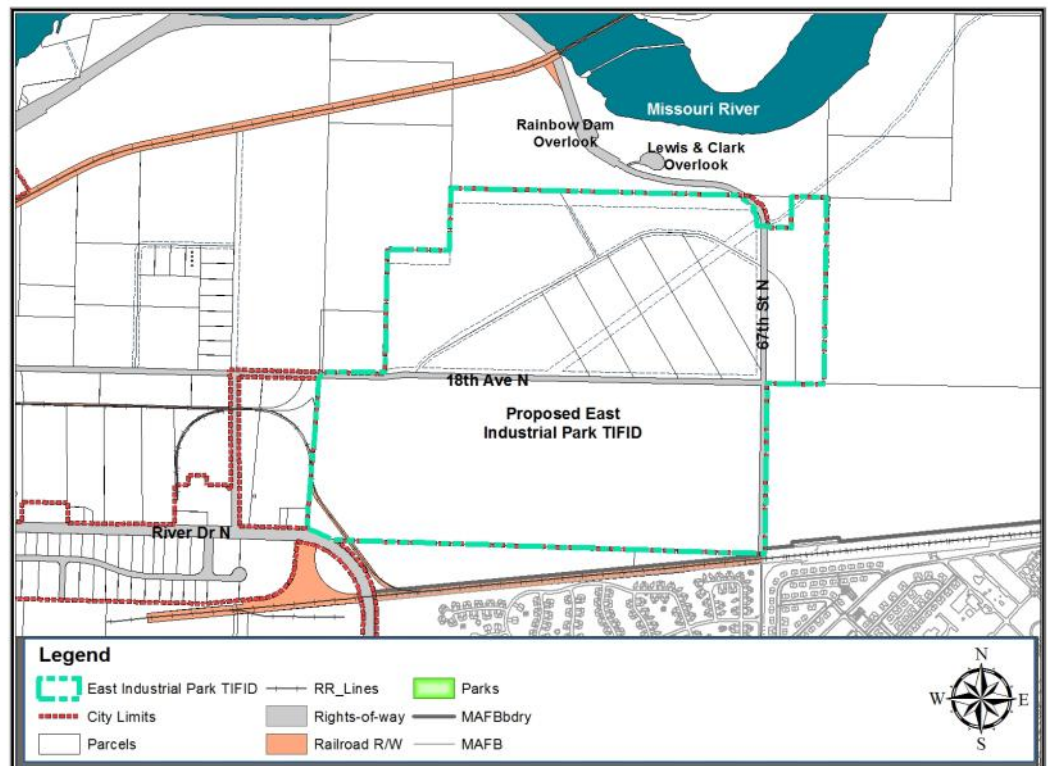 Missouri River
Rainbow Dam
Overlook
Lewis & Clark
Overlook
67th St N
18th Ave N
Proposed East
Industrial Park TIFID
River Dr N
Legend
East Industrial Park TIFID
City Limits
Parcels
RR_Lines
Rights-of-way
Railroad R/W
Parks
MAFBbdry
MAFB
N
W E
S